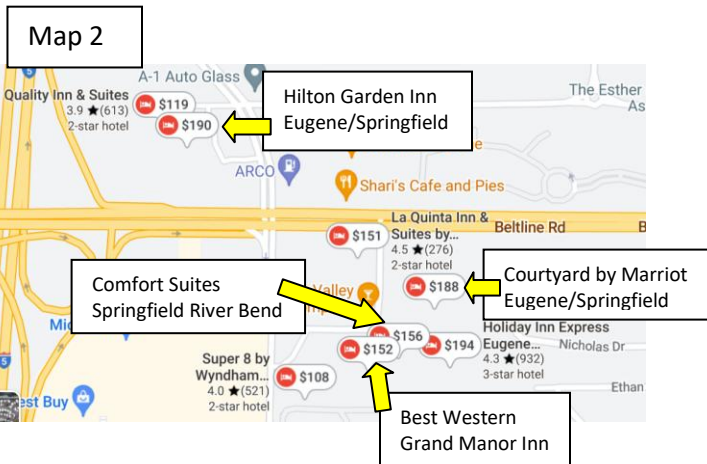 Map 2
A-1 Auto Glass
Quality Inn & Suites
3.9 ★(613)
2-star hotel
$119
$190
Hilton Garden Inn
Eugene/Springfield
The Esther
As
ARCO
Shari's Cafe and Pies
La Quinta Inn &
Suites by...
4.5 ★(276)
2-star hotel
$151
Beltline Rd
B
Comfort Suites
Springfield River Bend
Valley
$188
Courtyard by Marriot
Eugene/Springfield
$156
$152
$194
Holiday Inn Express
Eugene...
4.3 ★(932)
3-star hotel
Nicholas Dr
Mic
5
5
Super 8 by
Wyndham...
4.0 ★(521)
2-star hotel
$108
est Buy
Ethan
Best Western
Grand Manor Inn